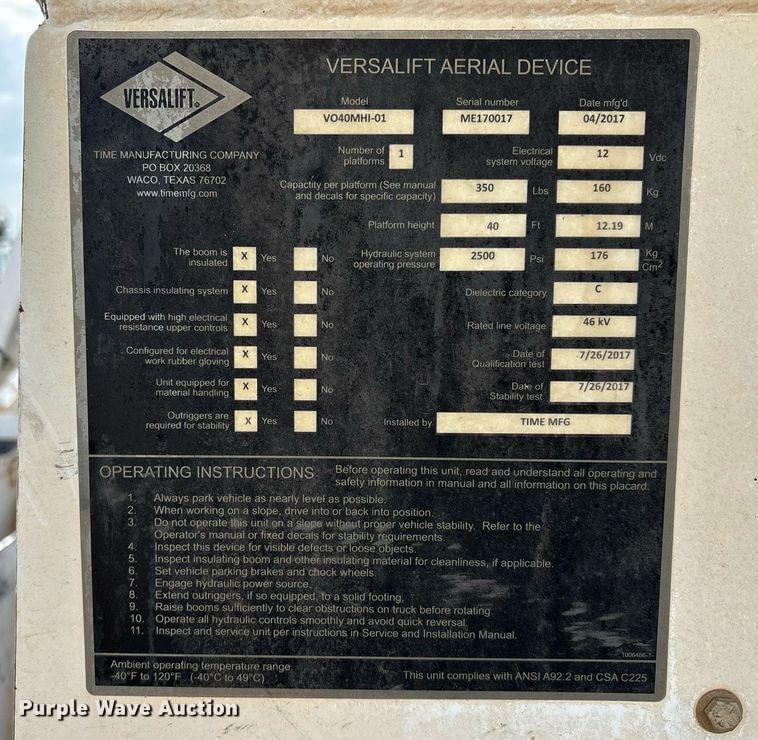 VERSALIFT®
VERSALIFT AERIAL DEVICE
TIME MANUFACTURING COMPANY
PO BOX 20368
WACO, TEXAS 76702
www.timemfg.com
Model
VO40MHI-01
Serial number
ME170017
Date mfg'd
04/2017
Number of
platforms
1
Electrical
system voltage
12
Vdc
Captictty per platform (See manual
and decals for specific capacity)
350
Lbs
160
Kg
Platform height
40
Ft
12.19
M
Hydraulic system
operating pressure
2500
Psi
176
Kg
Cm2
Dielectric category
C
Rated line voltage
46 kV
Date of
Qualification test
7/26/2017
Date of
Stability test
7/26/2017
Installed by
TIME MFG
The boom is
insulated
X Yes No
Chassis insulating system X Yes No
Equipped with high electrical
resistance upper controls
X Yes No
Configured for electrical
work rubber gloving
X Yes No
Unit equipped for
material handling
X Yes No
Outriggers are
required for stability
X Yes No
OPERATING INSTRUCTIONS
Before operating this unit, read and understand all operating and
safety information in manual and all information on this placard.
1. Always park vehicle as nearly level as possible.
2. When working on a slope, drive into or back into position.
3. Do not operate this unit on a slope without proper vehicle stability. Refer to the
Operator's manual or fixed decals for stability requirements.
4. Inspect this device for visible defects or loose objects.
5. Inspect insulating boom and other insulating material for cleanliness, if applicable.
6. Set vehicle parking brakes and chock wheels.
7. Engage hydraulic power source.
8. Extend outriggers, if so equipped, to a solid footing.
9. Raise booms sufficiently to clear obstructions on truck before rotating.
10. Operate all hydraulic controls smoothly and avoid quick reversal.
11. Inspect and service unit per instructions in Service and Installation Manual.
1006486-1
Ambient operating temperature range
-40°F to 120°F (-40°C to 49°C)
This unit complies with ANSI A92.2 and CSA C225
Purple Wave Auction